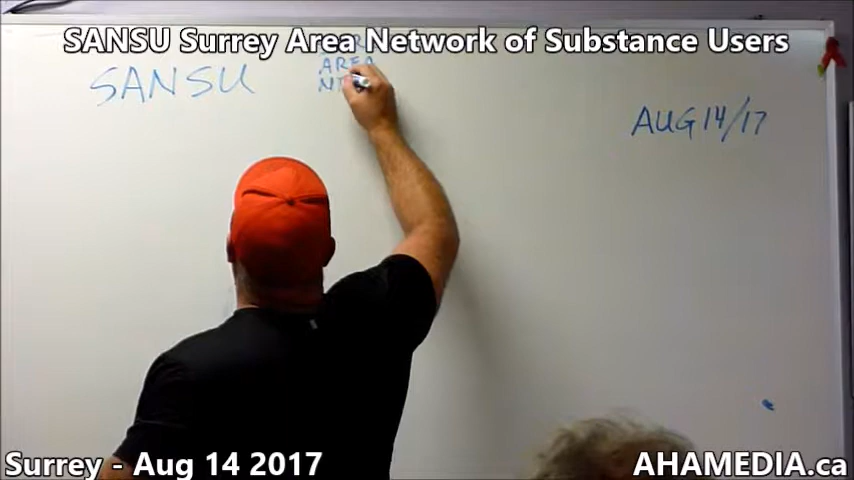 SANSU Surrey Area Network of Substance Users
SANSU
AREA
AUG 14/17
Surrey - Aug 14 2017
AHAMEDIA.ca